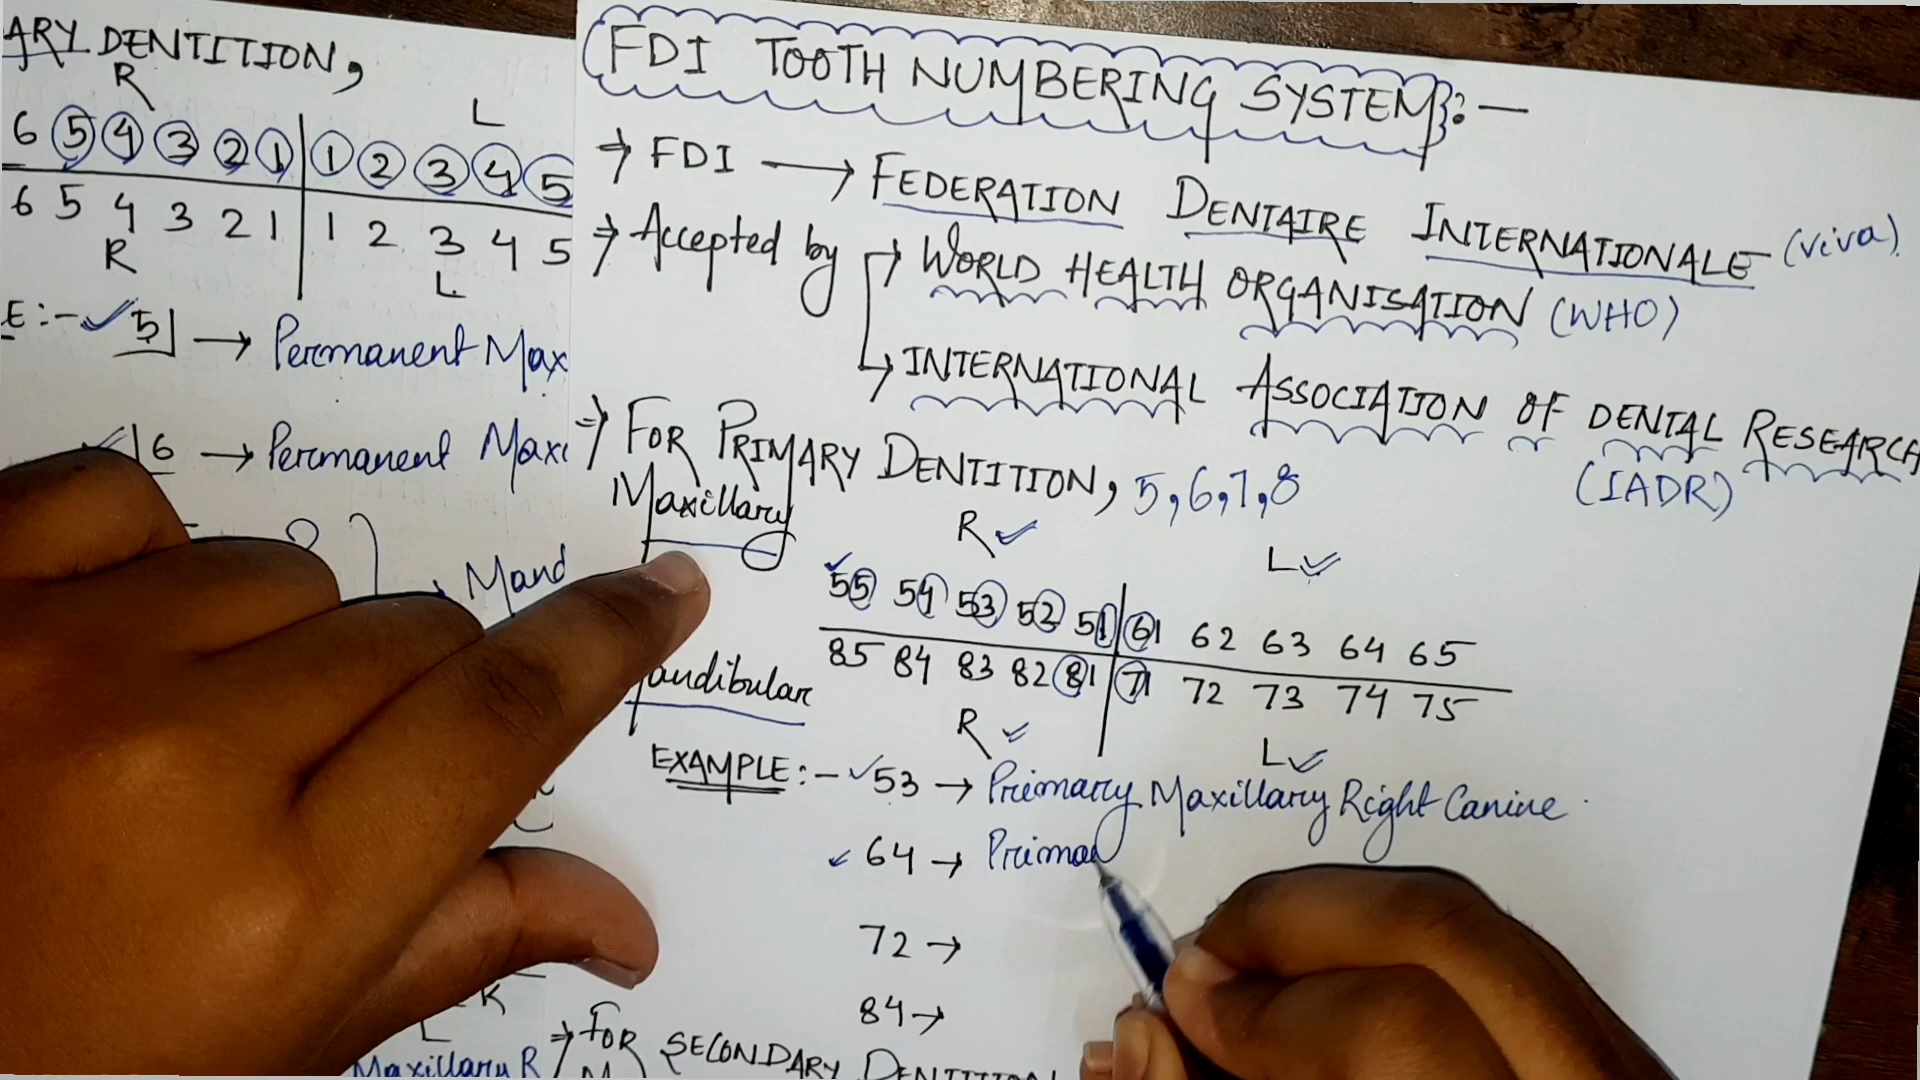 ARY DENTITION,
R
L
6 5 4 3 2 1 1 2 3 4 5
6 5 4 3 2 1 1 2 3 4 5
R
L
E:- 5 → Permanent Max
6 → Permanent Maxi
Mand
K
L
Maxillary R
FDI TOOTH NUMBERING SYSTEM:-
⇒ FDI → FEDERATION DENTAIRE INTERNATIONALE (viva)
⇒ Accepted by → WORLD HEALTH ORGANISATION (WHO)
→ INTERNATIONAL ASSOCIATION OF DENTAL RESEARCH
(IADR)
⇒ FOR PRIMARY DENTITION, 5,6,7,8
Maxillary
R
L
55 54 53 52 51 61 62 63 64 65
85 84 83 82 81 71 72 73 74 75
andibular
R
L
EXAMPLE:- 53 → Primary Maxillary Right Canine
64 → Prima
72 →
84 →
⇒ FOR SECONDARY DENTITION